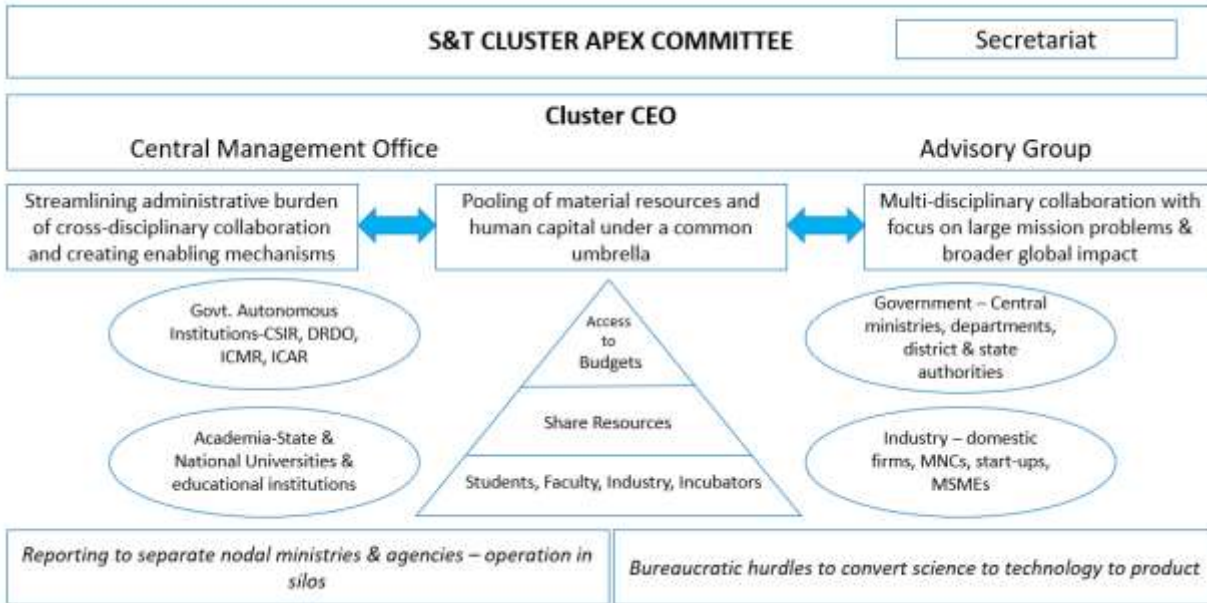 S&T CLUSTER APEX COMMITTEE
Secretariat
Cluster CEO
Central Management Office
Advisory Group
Streamlining administrative burden
of cross-disciplinary collaboration
and creating enabling mechanisms
Pooling of material resources and
human capital under a common
umbrella
Multi-disciplinary collaboration with
focus on large mission problems &
broader global impact
Govt. Autonomous
Institutions-CSIR, DRDO,
ICMR, ICAR
Access
to
Budgets
Government – Central
ministries, departments,
district & state
authorities
Share Resources
Academia-State &
National Universities &
educational institutions
Students, Faculty, Industry, Incubators
Industry – domestic
firms, MNCs, start-ups,
MSMEs
Reporting to separate nodal ministries & agencies – operation in
silos
Bureaucratic hurdles to convert science to technology to product